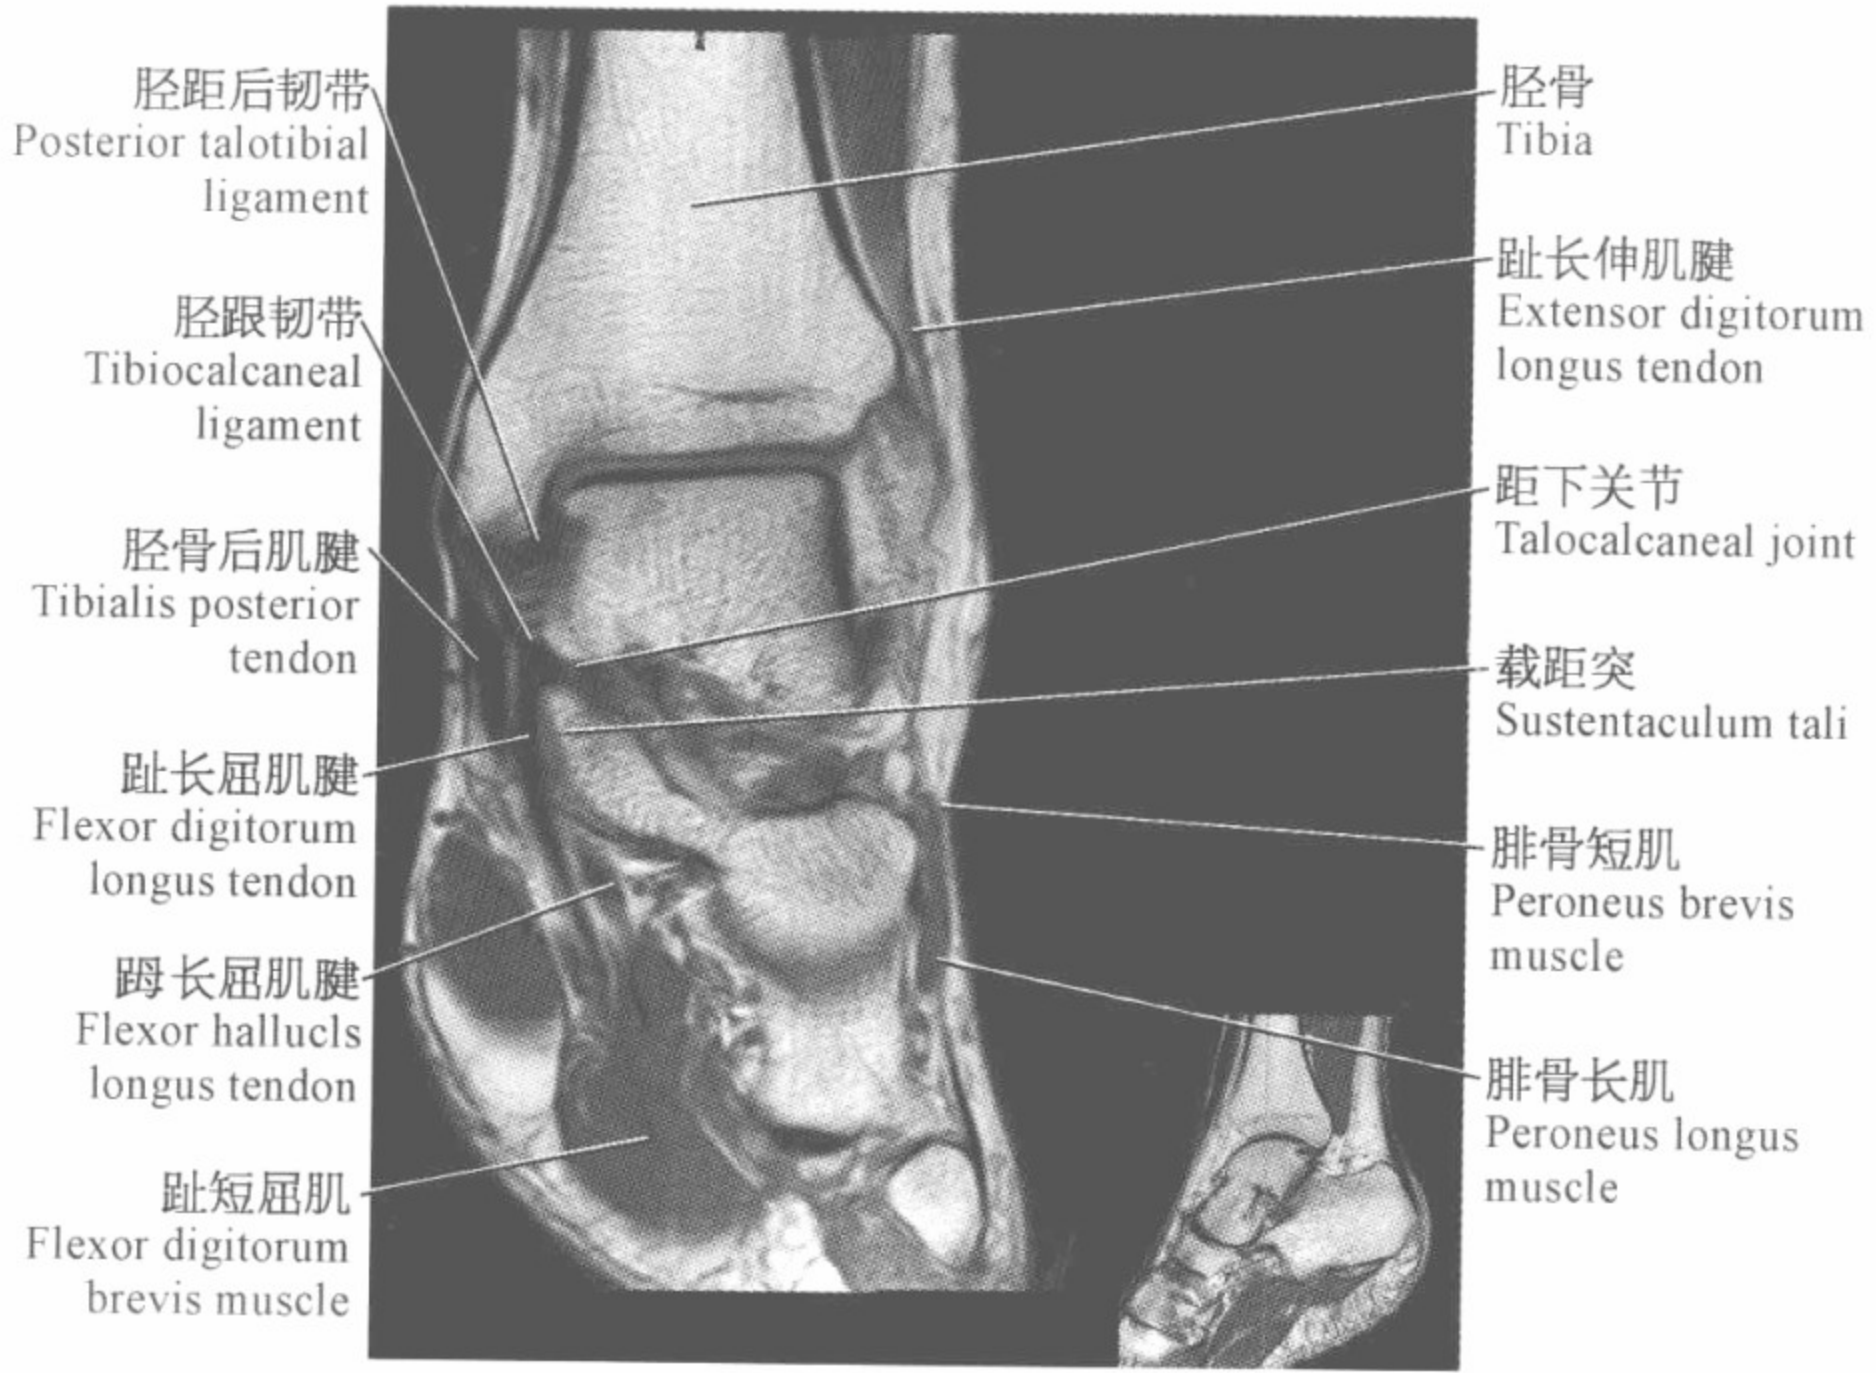 胫距后韧带
Posterior talotibial
ligament
胫跟韧带
Tibiocalcaneal
ligament
胫骨后肌腱
Tibialis posterior
tendon
趾长屈肌腱
Flexor digitorum
longus tendon
踇长屈肌腱
Flexor hallucls
longus tendon
趾短屈肌
Flexor digitorum
brevis muscle
胫骨
Tibia
趾长伸肌腱
Extensor digitorum
longus tendon
距下关节
Talocalcaneal joint
载距突
Sustentaculum tali
腓骨短肌
Peroneus brevis
muscle
腓骨长肌
Peroneus longus
muscle